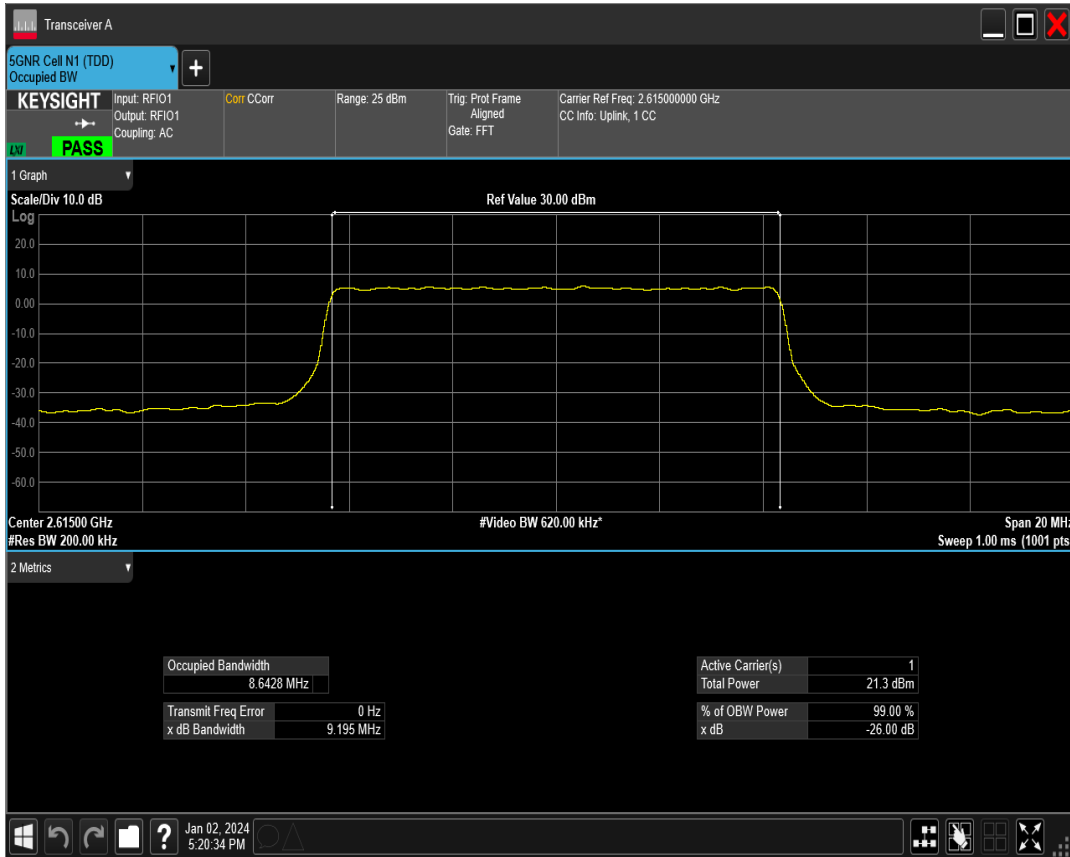 Transceiver A
5GNR Cell N1 (TDD)
Occupied BW
+
KEYSIGHT
LXI
PASS
Input: RFIO1
Output: RFIO1
Coupling: AC
Corr CCorr
Range: 25 dBm
Trig: Prot Frame
Aligned
Gate: FFT
Carrier Ref Freq: 2.615000000 GHz
CC Info: Uplink, 1 CC
1 Graph
Scale/Div 10.0 dB
Ref Value 30.00 dBm
Log
20.0
10.0
0.00
-10.0
-20.0
-30.0
-40.0
-50.0
-60.0
Center 2.61500 GHz
#Video BW 620.00 kHz*
Span 20 MHz
#Res BW 200.00 kHz
Sweep 1.00 ms (1001 pts
2 Metrics
Occupied Bandwidth
8.6428 MHz
Transmit Freq Error 0 Hz
x dB Bandwidth 9.195 MHz
Active Carrier(s) 1
Total Power 21.3 dBm
% of OBW Power 99.00 %
x dB -26.00 dB
?
Jan 02, 2024
5:20:34 PM